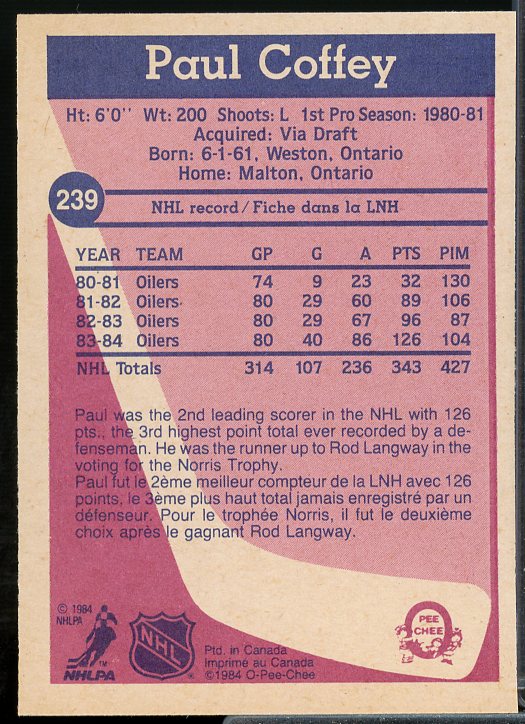 Paul Coffey
Ht: 6'0'' Wt: 200 Shoots: L 1st Pro Season: 1980-81
Acquired: Via Draft
Born: 6-1-61, Weston, Ontario
Home: Malton, Ontario
239
NHL record/Fiche dans la LNH
YEAR TEAM GP G A PTS PIM
80-81 Oilers 74 9 23 32 130
81-82 Oilers 80 29 60 89 106
82-83 Oilers 80 29 67 96 87
83-84 Oilers 80 40 86 126 104
NHL Totals 314 107 236 343 427
Paul was the 2nd leading scorer in the NHL with 126
pts., the 3rd highest point total ever recorded by a de-
fenseman. He was the runner up to Rod Langway in the
voting for the Norris Trophy.
Paul fut le 2ème meilleur compteur de la LNH avec 126
points, le 3ème plus haut total jamais enregistré par un
défenseur. Pour le trophée Norris, il fut le deuxième
choix après le gagnant Rod Langway.
© 1984
NHLPA
TM
NHLPA
NHL
®
Ptd. in Canada
Imprimé au Canada
©1984 O-Pee-Chee
PEE
CHEE